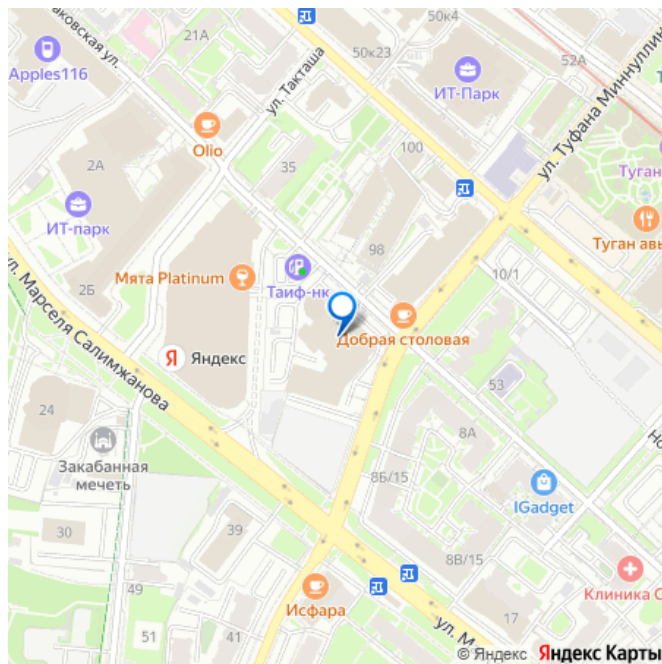 50к4
21А
50к23
52А
аковская ул.
Apples116
ул. Такташа
ИТ-Парк
ул. Туфана Миннуллин
Olio
100
2А
35
Туган
ИТ-парк
98
Туган авы
10/1
2Б
Мята Platinum
Таиф-нк
ул. Марселя Салимжанова
Добрая столовая
Яндекс
53
24
8А
Закабанная
мечеть
8Б/15
IGadget
30
39
8В/15
49
Клиника С
Исфара
17
51
41
ул. М
© Яндекс Яндекс Карты